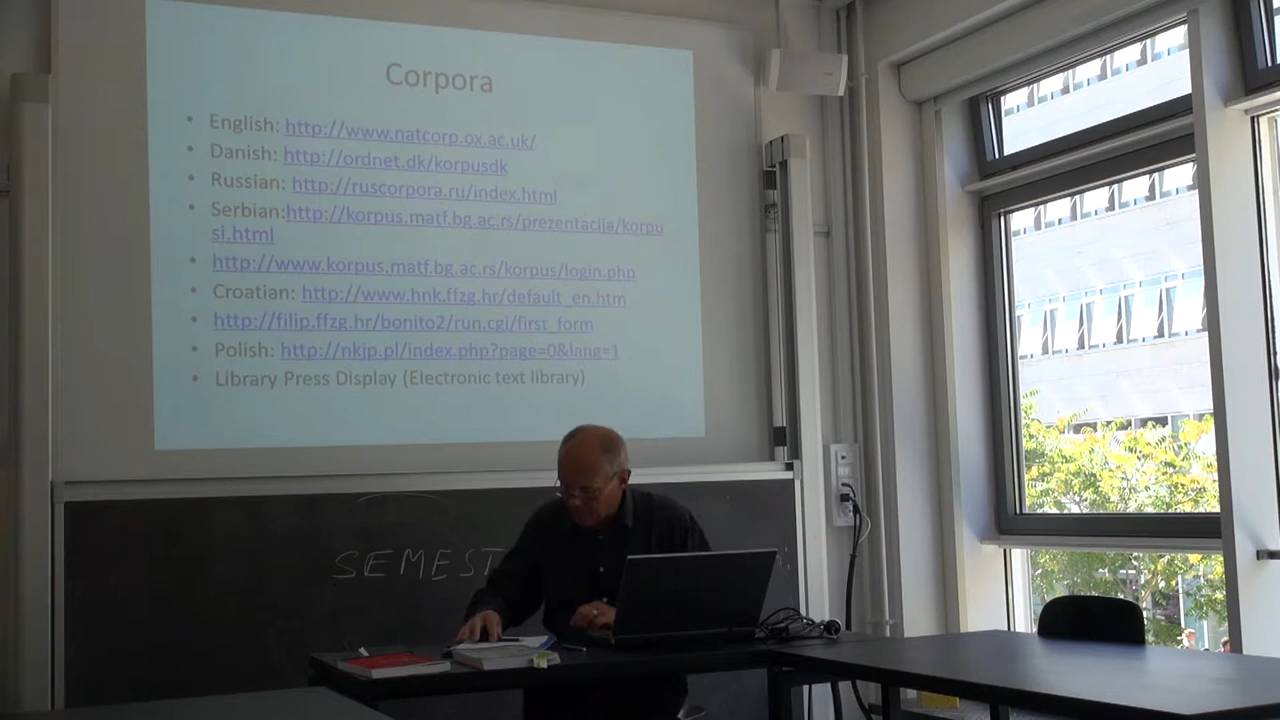 Corpora
• English: http://www.natcorp.ox.ac.uk/
• Danish: http://ordnet.dk/korpusdk
• Russian: http://ruscorpora.ru/index.html
• Serbian:http://korpus.matf.bg.ac.rs/prezentacija/korpu
si.html
• http://www.korpus.matf.bg.ac.rs/korpus/login.php
• Croatian: http://www.hnk.ffzg.hr/default_en.htm
• http://filip.ffzg.hr/bonito2/run.cgi/first_form
• Polish: http://nkjp.pl/index.php?page=0&lang=1
• Library Press Display (Electronic text library)
SEMEST